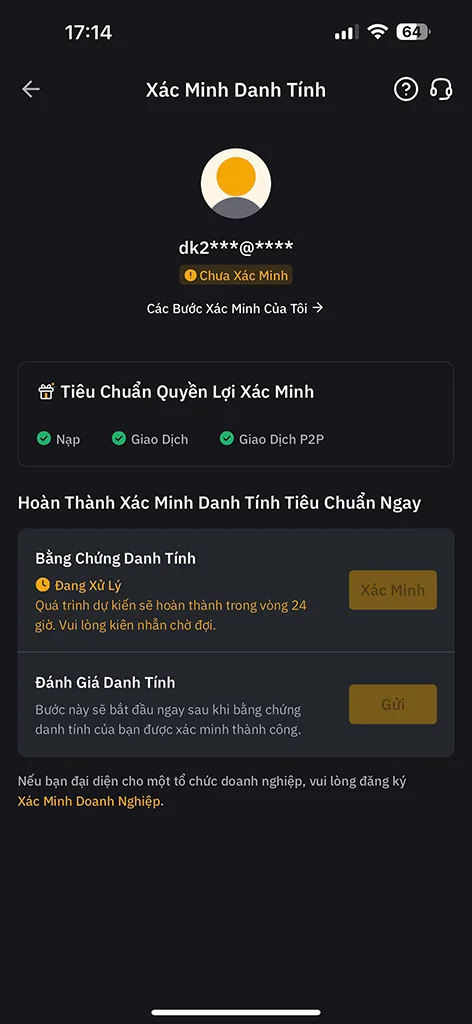 17:14
64
Xác Minh Danh Tính
dk2***@****
Chưa Xác Minh
Các Bước Xác Minh Của Tôi →
Tiêu Chuẩn Quyền Lợi Xác Minh
Nạp Giao Dịch Giao Dịch P2P
Hoàn Thành Xác Minh Danh Tính Tiêu Chuẩn Ngay
Bằng Chứng Danh Tính
Đang Xử Lý
Quá trình dự kiến sẽ hoàn thành trong vòng 24
giờ. Vui lòng kiên nhẫn chờ đợi.
Xác Minh
Đánh Giá Danh Tính
Bước này sẽ bắt đầu ngay sau khi bằng chứng
danh tính của bạn được xác minh thành công.
Gửi
Nếu bạn đại diện cho một tổ chức doanh nghiệp, vui lòng đăng ký
Xác Minh Doanh Nghiệp.